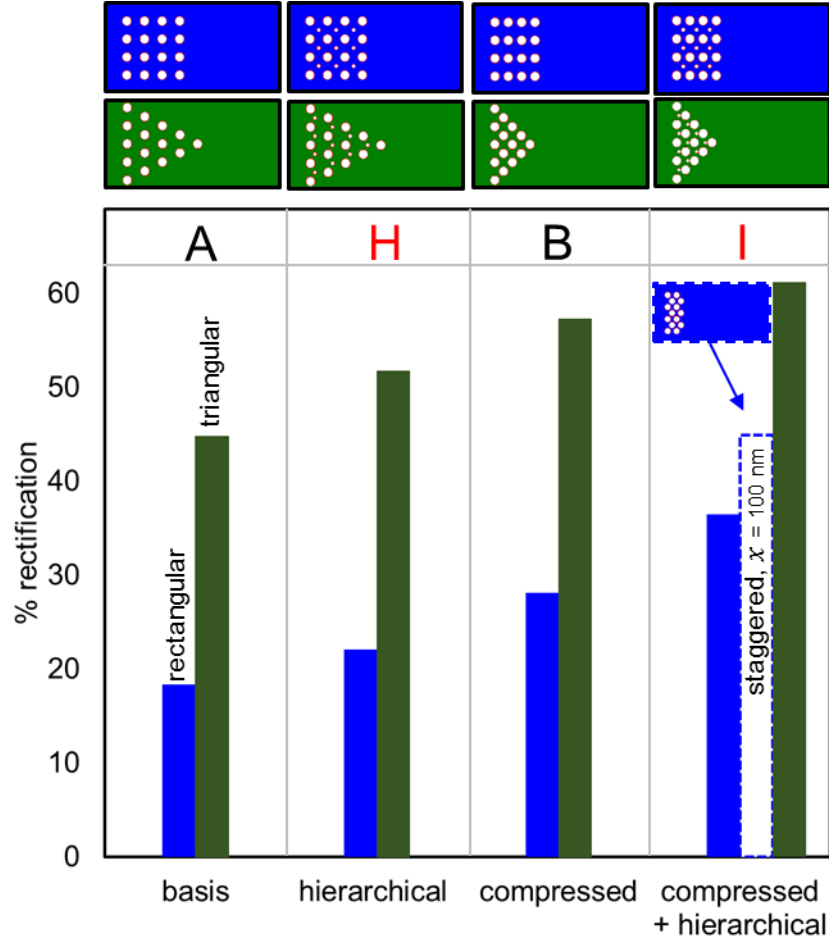 A
H
B
I
% rectification
60
50
40
30
20
10
0
rectangular
triangular
staggered, 𝑥 = 100 nm
basis
hierarchical
compressed
compressed
+ hierarchical